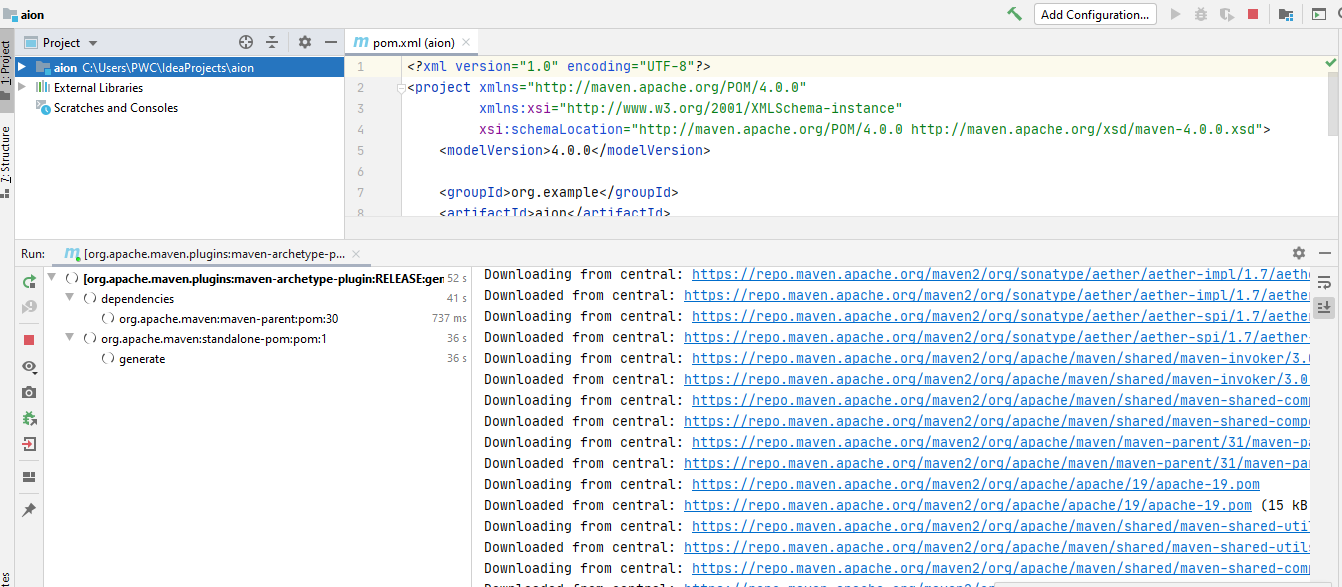 aion
Add Configuration...
1: Project
7: Structure
Project
aion C:\Users\PWC\IdeaProjects\aion
External Libraries
Scratches and Consoles
pom.xml (aion)
1 <?xml version="1.0" encoding="UTF-8"?>
2 <project xmlns="http://maven.apache.org/POM/4.0.0"
3 xmlns:xsi="http://www.w3.org/2001/XMLSchema-instance"
4 xsi:schemaLocation="http://maven.apache.org/POM/4.0.0 http://maven.apache.org/xsd/maven-4.0.0.xsd">
5 <modelVersion>4.0.0</modelVersion>
6
7 <groupId>org.example</groupId>
8 <artifactId>aion</artifactId>
Run: [org.apache.maven.plugins:maven-archetype-p...
[org.apache.maven.plugins:maven-archetype-plugin:RELEASE:gen 52 s
dependencies 41 s
org.apache.maven:maven-parent:pom:30 737 ms
org.apache.maven:standalone-pom:pom:1 36 s
generate 36 s
Downloading from central: https://repo.maven.apache.org/maven2/org/sonatype/aether/aether-impl/1.7/aethe
Downloaded from central: https://repo.maven.apache.org/maven2/org/sonatype/aether/aether-impl/1.7/aether
Downloading from central: https://repo.maven.apache.org/maven2/org/sonatype/aether/aether-spi/1.7/aether
Downloaded from central: https://repo.maven.apache.org/maven2/org/sonatype/aether/aether-spi/1.7/aether-
Downloading from central: https://repo.maven.apache.org/maven2/org/apache/maven/shared/maven-invoker/3.0
Downloaded from central: https://repo.maven.apache.org/maven2/org/apache/maven/shared/maven-invoker/3.0
Downloading from central: https://repo.maven.apache.org/maven2/org/apache/maven/shared/maven-shared-com
Downloaded from central: https://repo.maven.apache.org/maven2/org/apache/maven/shared/maven-shared-compo
Downloading from central: https://repo.maven.apache.org/maven2/org/apache/maven/maven-parent/31/maven-pa
Downloaded from central: https://repo.maven.apache.org/maven2/org/apache/maven/maven-parent/31/maven-par
Downloading from central: https://repo.maven.apache.org/maven2/org/apache/apache/19/apache-19.pom
Downloaded from central: https://repo.maven.apache.org/maven2/org/apache/apache/19/apache-19.pom (15 kB
Downloading from central: https://repo.maven.apache.org/maven2/org/apache/maven/shared/maven-shared-util
Downloaded from central: https://repo.maven.apache.org/maven2/org/apache/maven/shared/maven-shared-utils
Downloading from central: https://repo.maven.apache.org/maven2/org/apache/maven/shared/maven-shared-com